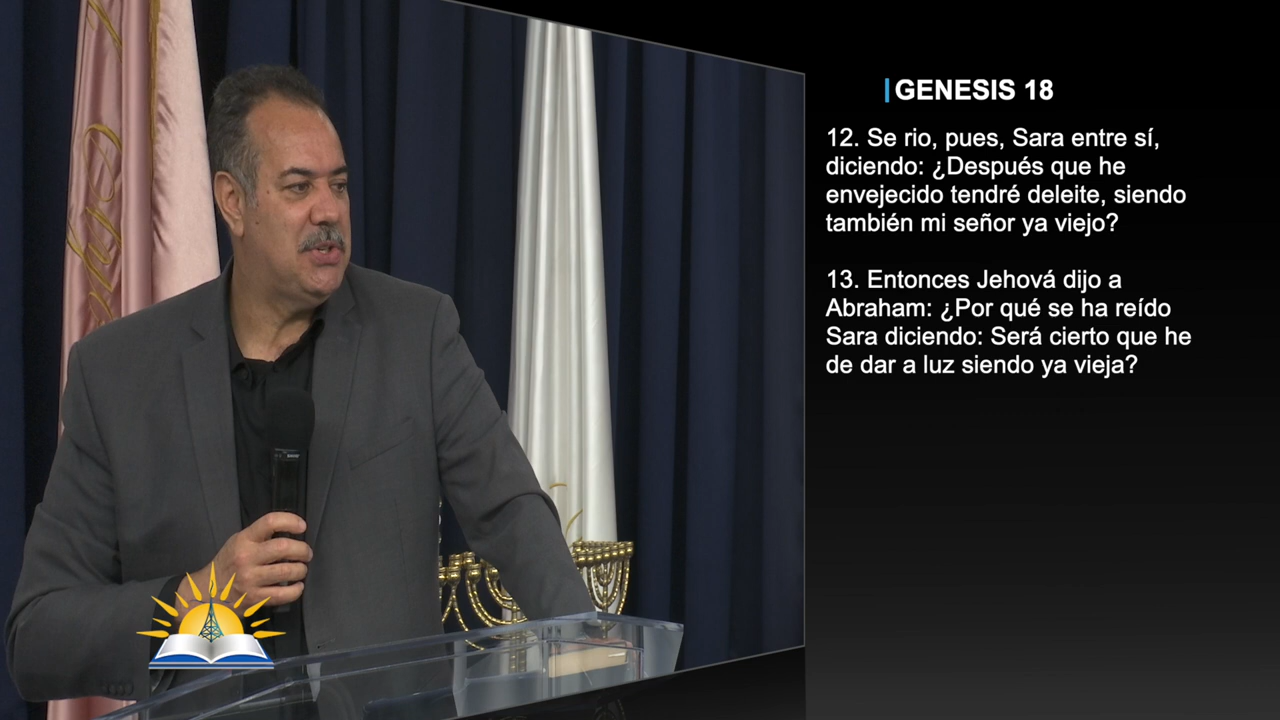 GENESIS 18
12. Se rio, pues, Sara entre sí,
diciendo: ¿Después que he
envejecido tendré deleite, siendo
también mi señor ya viejo?
13. Entonces Jehová dijo a
Abraham: ¿Por qué se ha reído
Sara diciendo: Será cierto que he
de dar a luz siendo ya vieja?